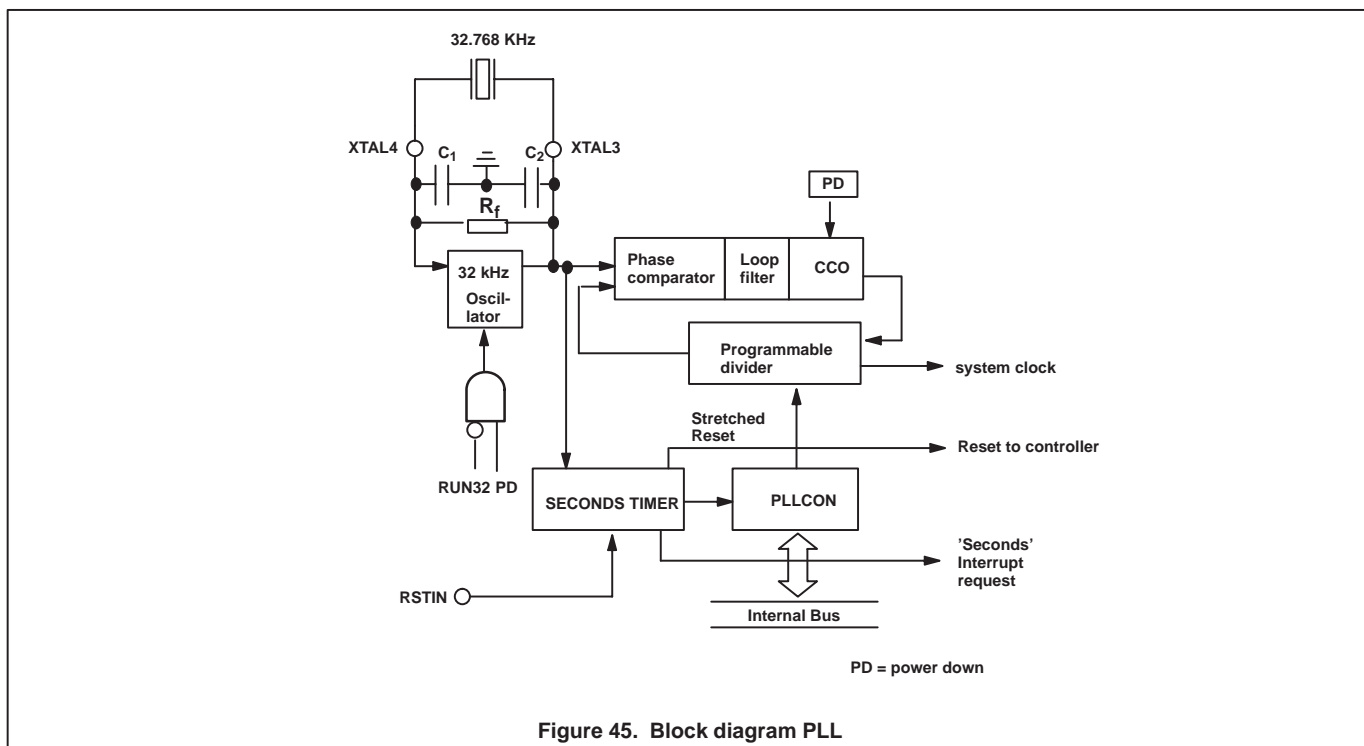 32.768 KHz
XTAL4
C1
C2
XTAL3
Rf
PD
Phase
comparator
Loop
filter
CCO
32 kHz
Oscil-
lator
Programmable
divider
system clock
Stretched
Reset
Reset to controller
RUN32 PD
SECONDS TIMER
PLLCON
’Seconds’
Interrupt
request
RSTIN
Internal Bus
PD = power down
Figure 45. Block diagram PLL